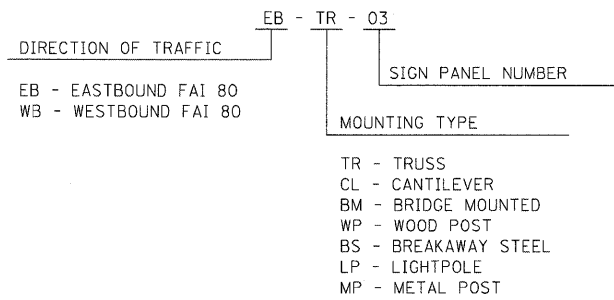 EB - TR - 03
DIRECTION OF TRAFFIC
SIGN PANEL NUMBER
EB - EASTBOUND FAI 80
WB - WESTBOUND FAI 80
MOUNTING TYPE
TR - TRUSS
CL - CANTILEVER
BM - BRIDGE MOUNTED
WP - WOOD POST
BS - BREAKAWAY STEEL
LP - LIGHTPOLE
MP - METAL POST